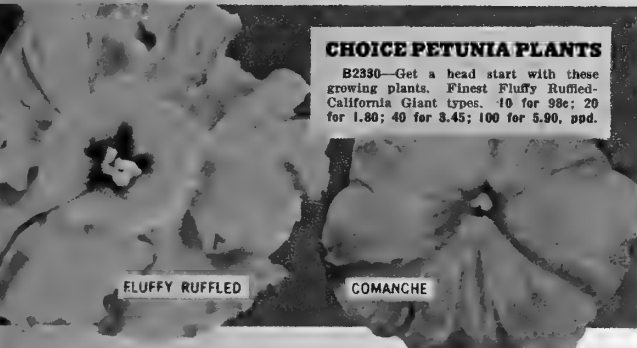 CHOICE PETUNIA PLANTS
B2330—Get a head start with these
growing plants. Finest Fluffy Ruffled-
California Giant types. 10 for 98c; 20
for 1.80; 40 for 3.45; 100 for 5.90, ppd.
FLUFFY RUFFLED
COMANCHE